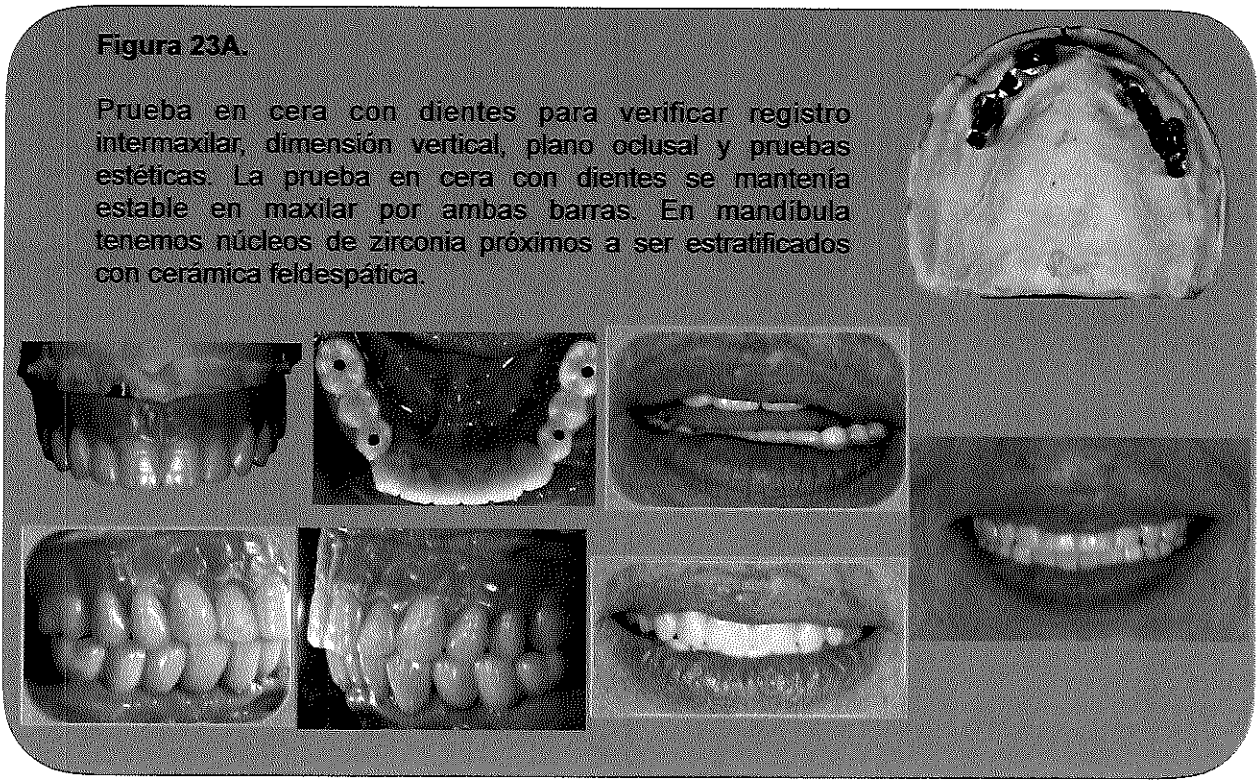 Figura 23A.
Prueba en cera con dientes para verificar registro
intermaxilar, dimensión vertical, plano oclusal y pruebas
estéticas. La prueba en cera con dientes se mantenía
estable en maxilar por ambas barras. En mandíbula
tenemos núcleos de zirconia próximos a ser estratificados
con cerámica feldespática.